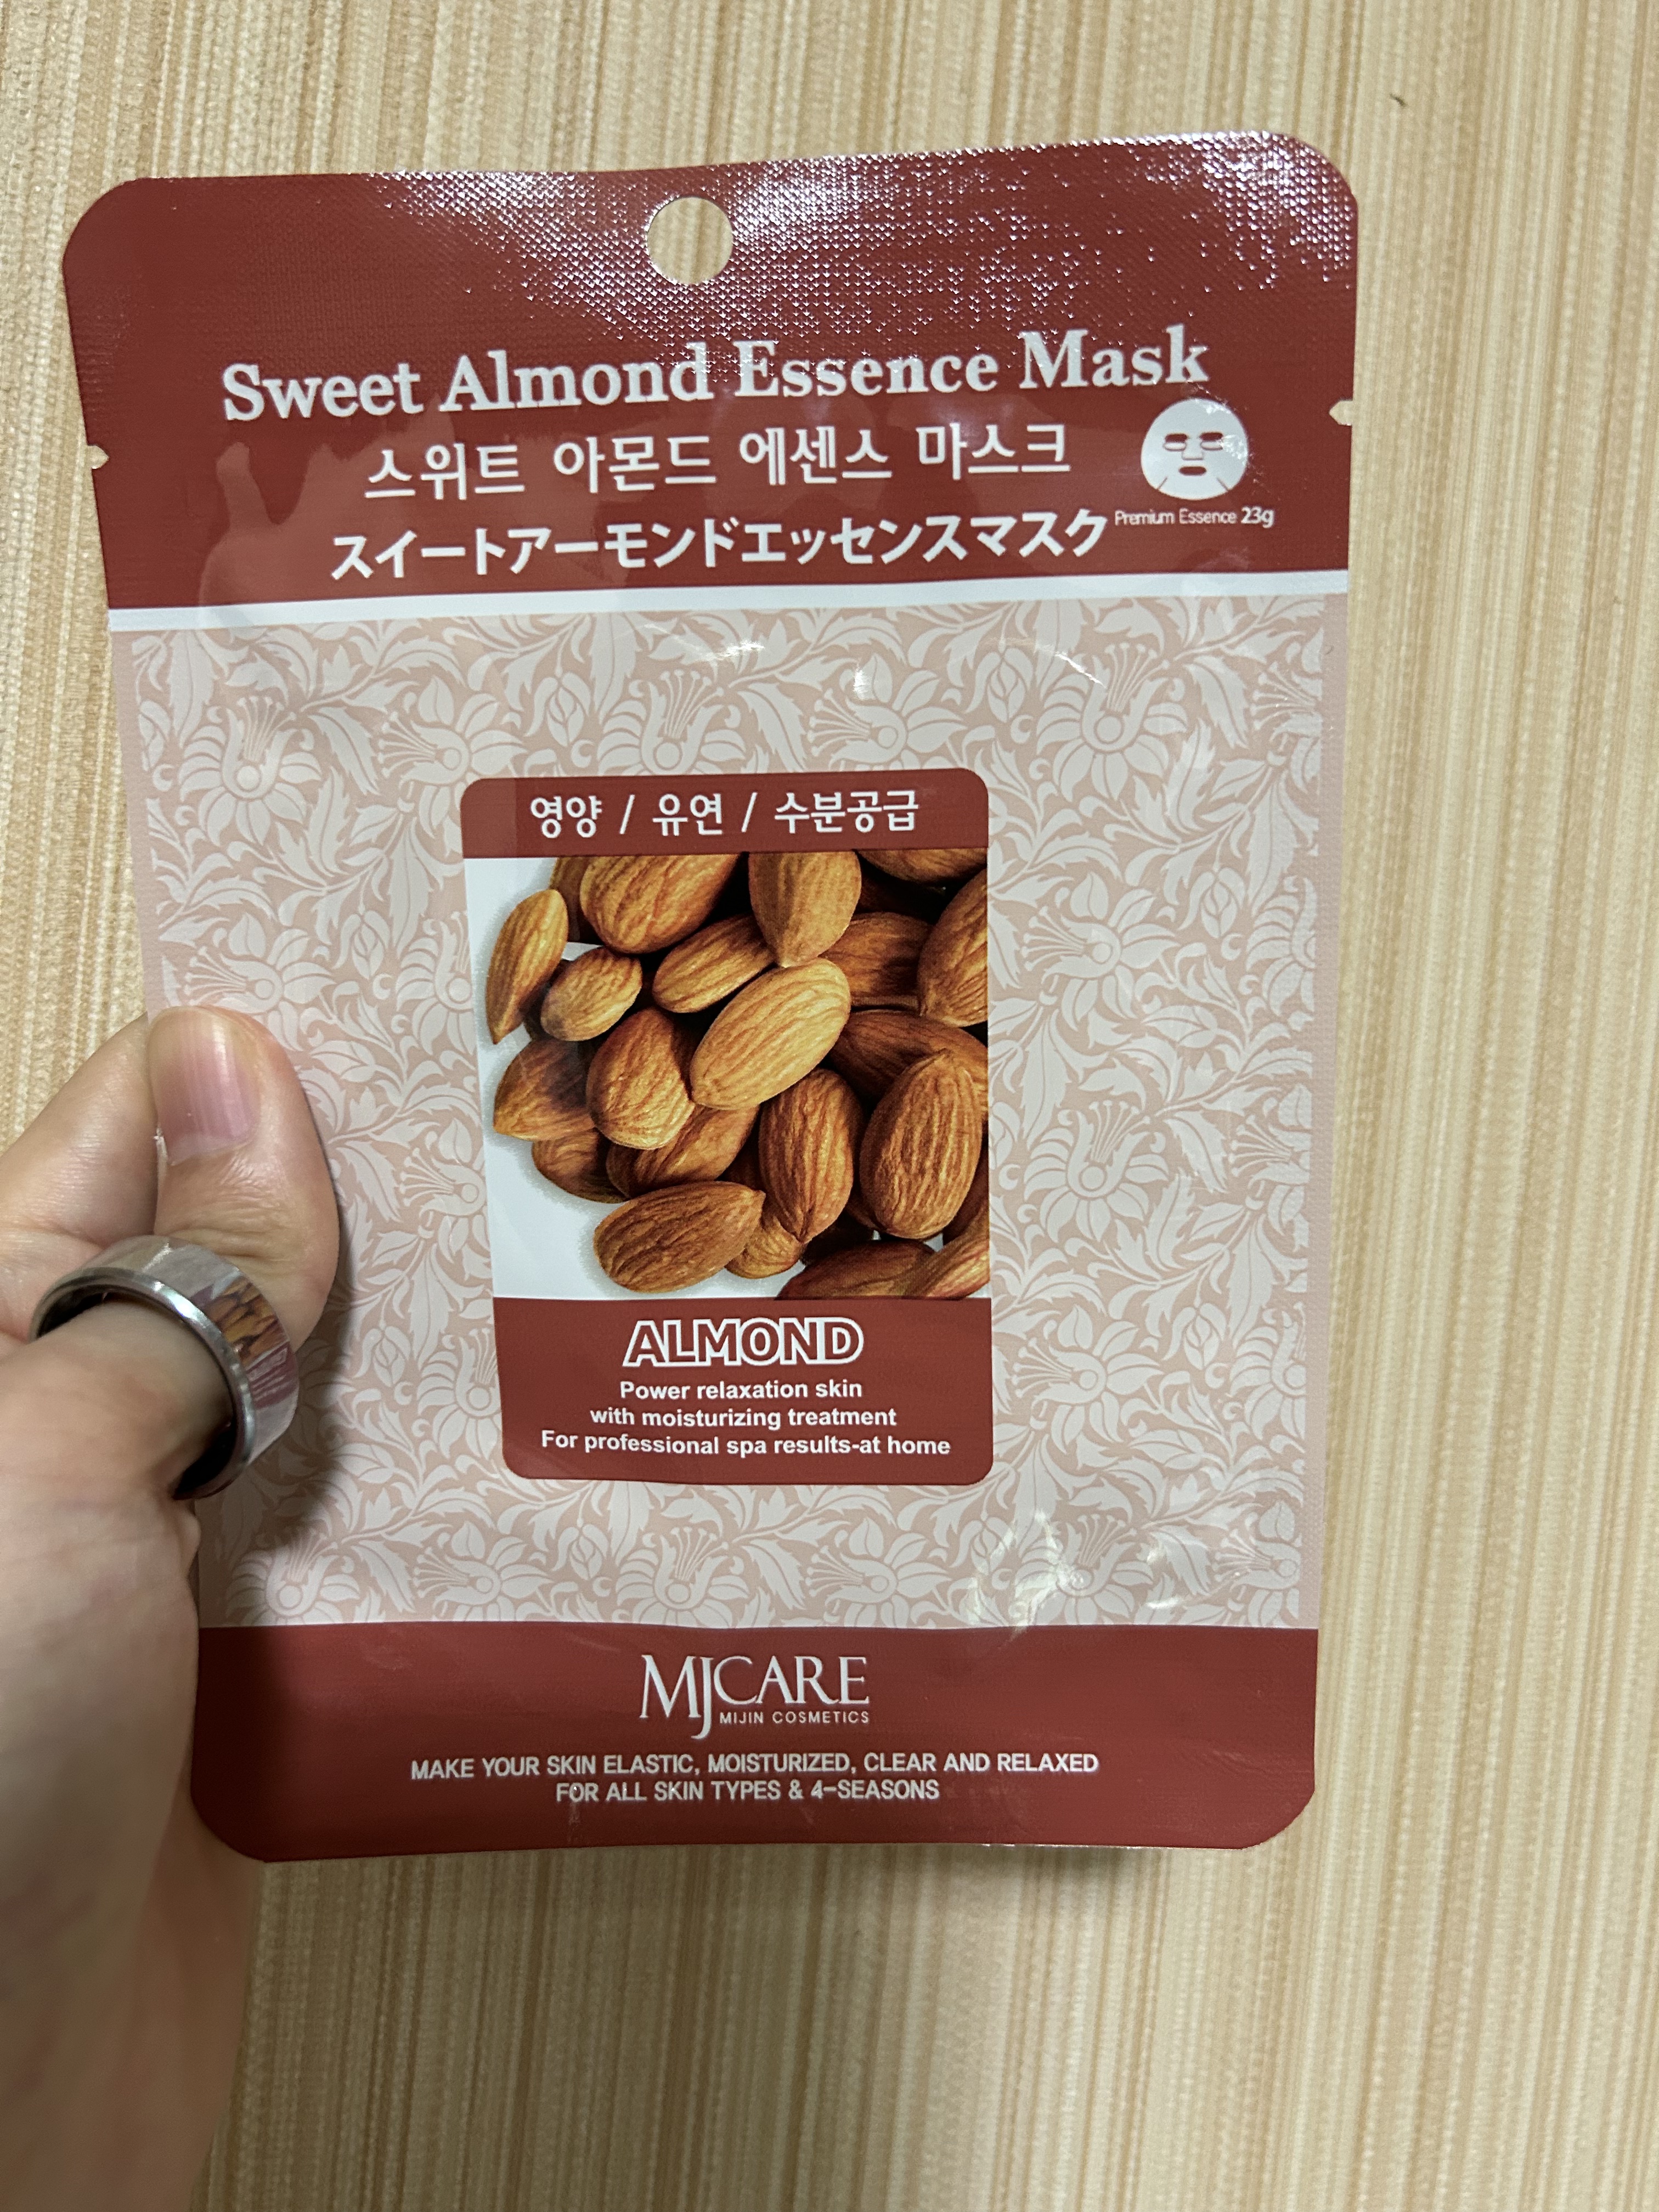 Sweet Almond Essence Mask
스위트 아몬드 에센스 마스크
スイートアーモンドエッセンスマスク
Premium Essence 23g
영양 / 유연 / 수분공급
ALMOND
Power relaxation skin
with moisturizing treatment
For professional spa results-at home
MJCARE
MIJIN COSMETICS
MAKE YOUR SKIN ELASTIC, MOISTURIZED, CLEAR AND RELAXED
FOR ALL SKIN TYPES & 4-SEASONS